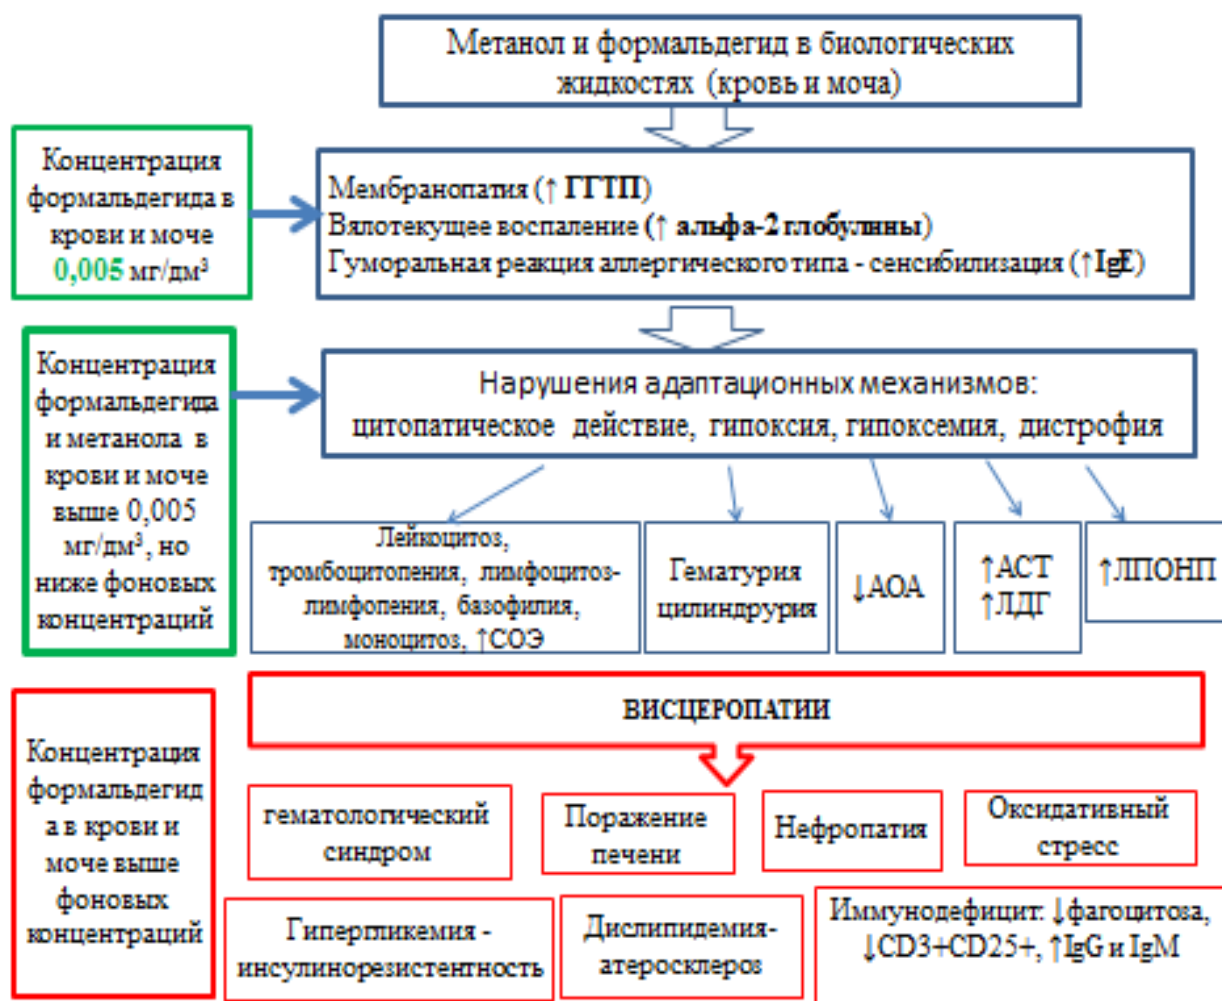 Метанол и формальдегид в биологических
жидкостях (кровь и моча)
Концентрация
формальдегида в
крови и моче
0,005 мг/дм³
Мембранопатия (↑ ГГТП)
Вялотекущее воспаление (↑ альфа-2 глобулины)
Гуморальная реакция аллергического типа - сенсибилизация (↑IgE)
Концентрация
формальдегида
и метанола в
крови и моче
выше 0,005
мг/дм³, но
ниже фоновых
концентраций
Нарушения адаптационных механизмов:
цитопатическое действие, гипоксия, гипоксемия, дистрофия
Лейкоцитоз,
тромбоцитопения, лимфоцитоз-
лимфопения, базофилия,
моноцитоз, ↑СОЭ
Гематурия
цилиндрурия
↓АОА
↑АСТ
↑ЛДГ
↑ЛПОНП
ВИСЦЕРОПАТИИ
Концентрация
формальдегид
а в крови и
моче выше
фоновых
концентраций
гематологический
синдром
Поражение
печени
Нефропатия
Оксидативный
стресс
Гипергликемия -
инсулинорезистентность
Дислипидемия-
атеросклероз
Иммунодефицит: ↓фагоцитоза,
↓CD3+CD25+, ↑IgG и IgM